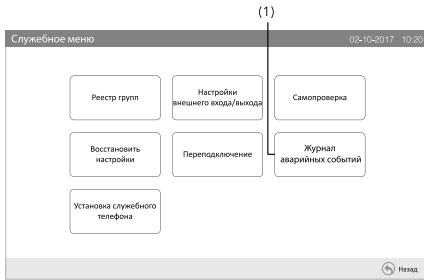 (1)
Служебное меню 02-10-2017 10:20
Реестр групп
Настройки
внешнего входа/выхода
Самопроверка
Восстановить
настройки
Переподключение
Журнал
аварийных событий
Установка служебного
телефона
Назад